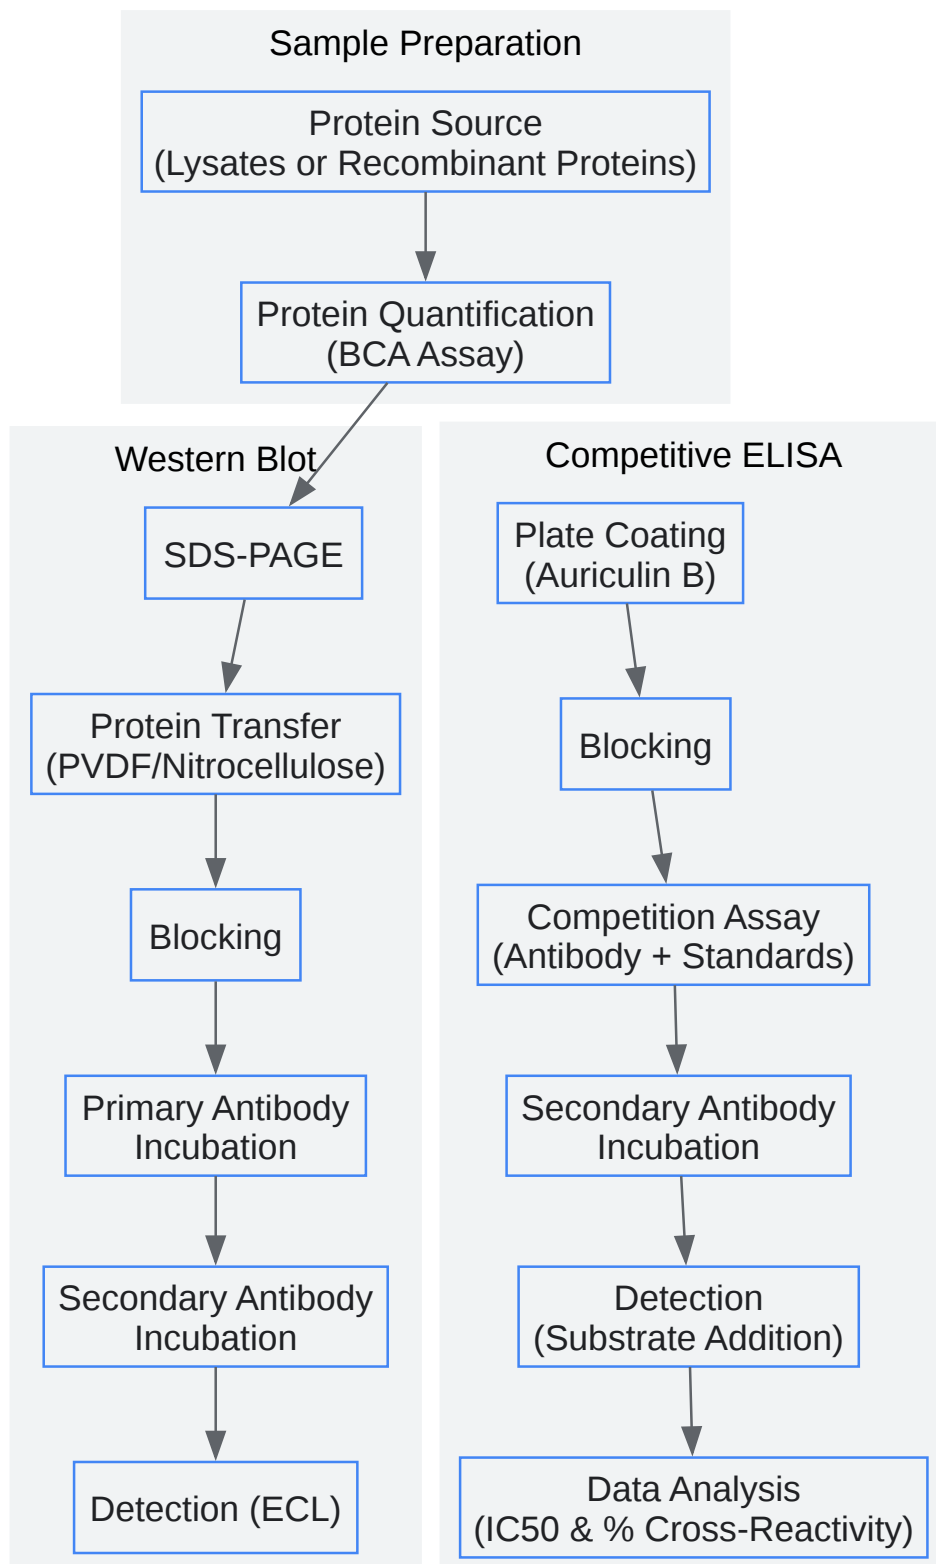 Sample Preparation
Protein Source
(Lysates or Recombinant Proteins)
Protein Quantification
(BCA Assay)
Western Blot
SDS-PAGE
Protein Transfer
(PVDF/Nitrocellulose)
Blocking
Primary Antibody
Incubation
Secondary Antibody
Incubation
Detection (ECL)
Competitive ELISA
Plate Coating
(Auriculin B)
Blocking
Competition Assay
(Antibody + Standards)
Secondary Antibody
Incubation
Detection
(Substrate Addition)
Data Analysis
(IC50 & % Cross-Reactivity)